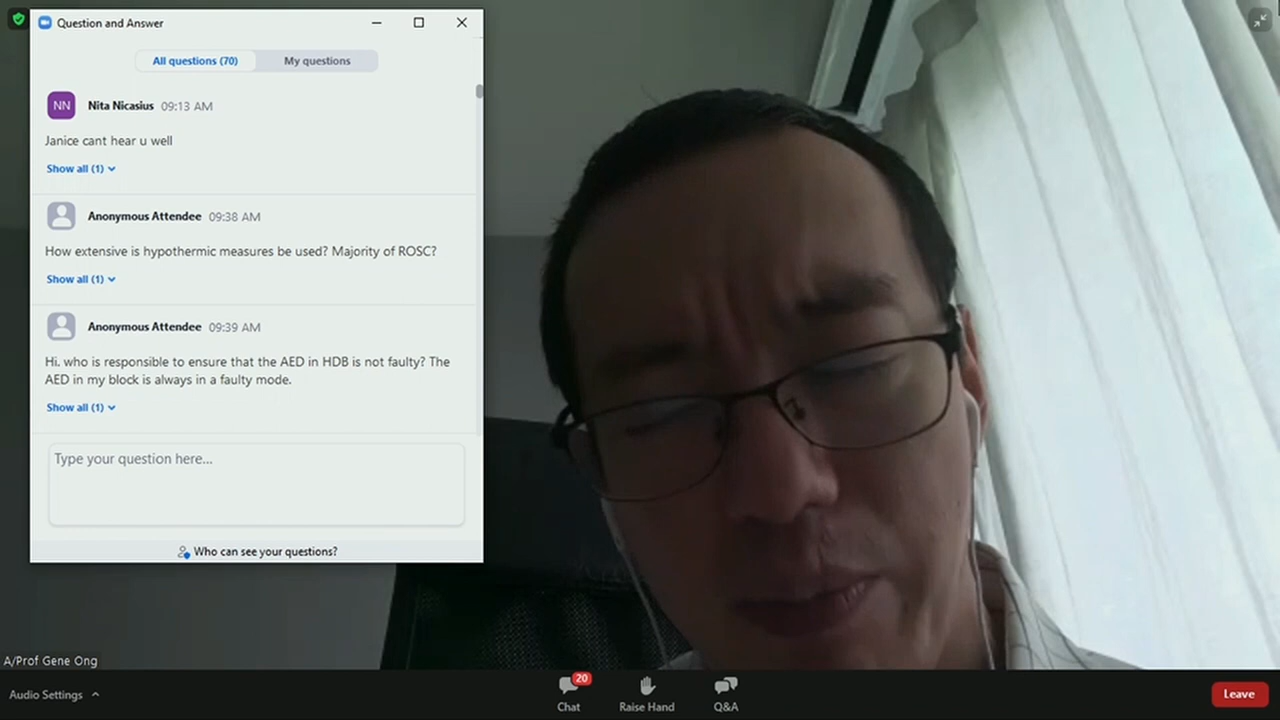 Question and Answer
All questions (70)
My questions
NN
Nita Nicasius 09:13 AM
Janice cant hear u well
Show all (1)
Anonymous Attendee 09:38 AM
How extensive is hypothermic measures be used? Majority of ROSC?
Show all (1)
Anonymous Attendee 09:39 AM
Hi. who is responsible to ensure that the AED in HDB is not faulty? The
AED in my block is always in a faulty mode.
Show all (1)
Type your question here...
Who can see your questions?
A/Prof Gene Ong
Audio Settings
20
Chat
Raise Hand
Q&A
Leave